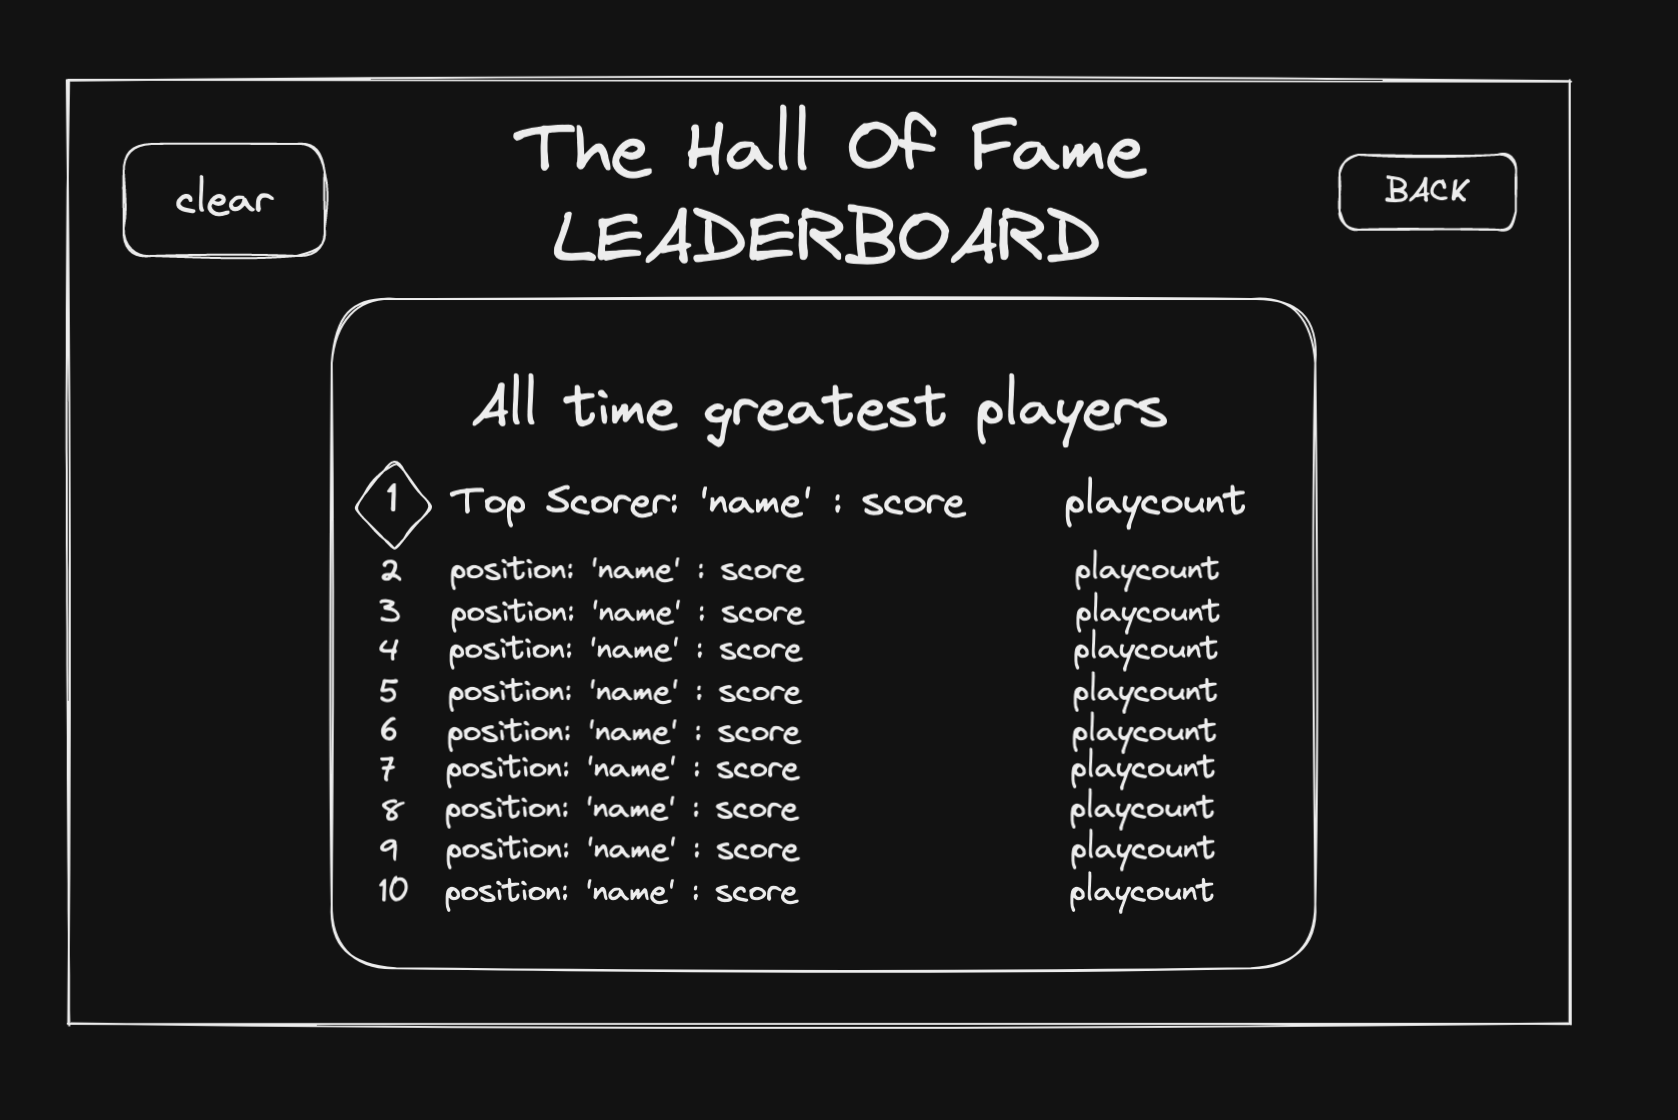 The Hall Of Fame
LEADERBOARD
clear
BACK
All time greatest players
1 Top Scorer: 'name' : score playcount
2 position: 'name' : score playcount
3 position: 'name' : score playcount
4 position: 'name' : score playcount
5 position: 'name' : score playcount
6 position: 'name' : score playcount
7 position: 'name' : score playcount
8 position: 'name' : score playcount
9 position: 'name' : score playcount
10 position: 'name' : score playcount